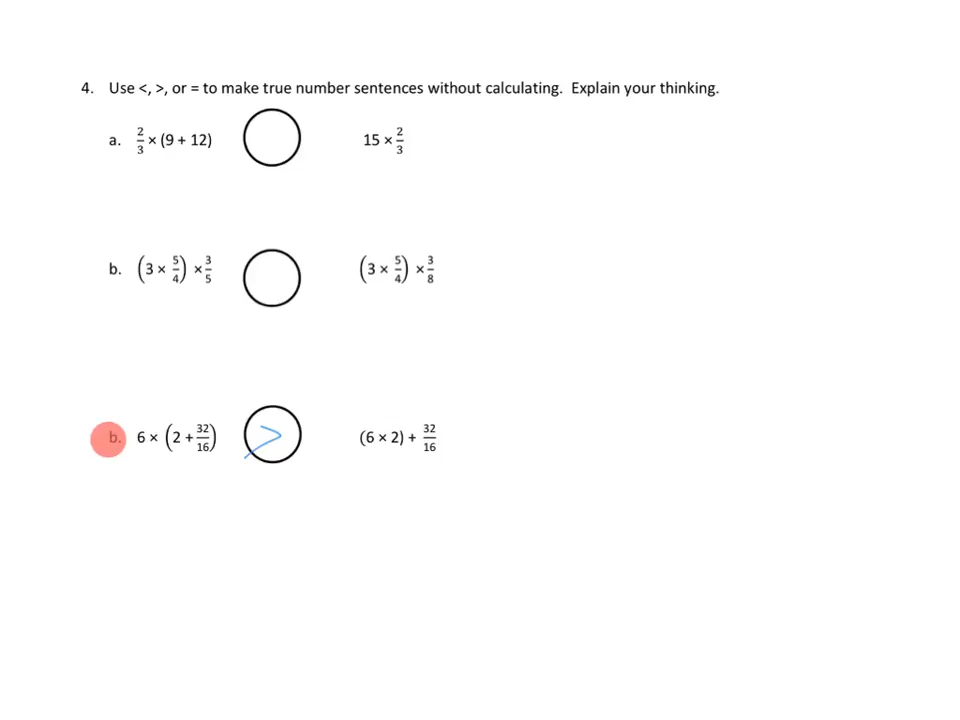 4. Use <, >, or = to make true number sentences without calculating. Explain your thinking.
a. 2/3 × (9 + 12) 15 × 2/3
b. (3 × 5/4) × 3/5 (3 × 5/4) × 3/8
b. 6 × (2 + 32/16) > (6 × 2) + 32/16